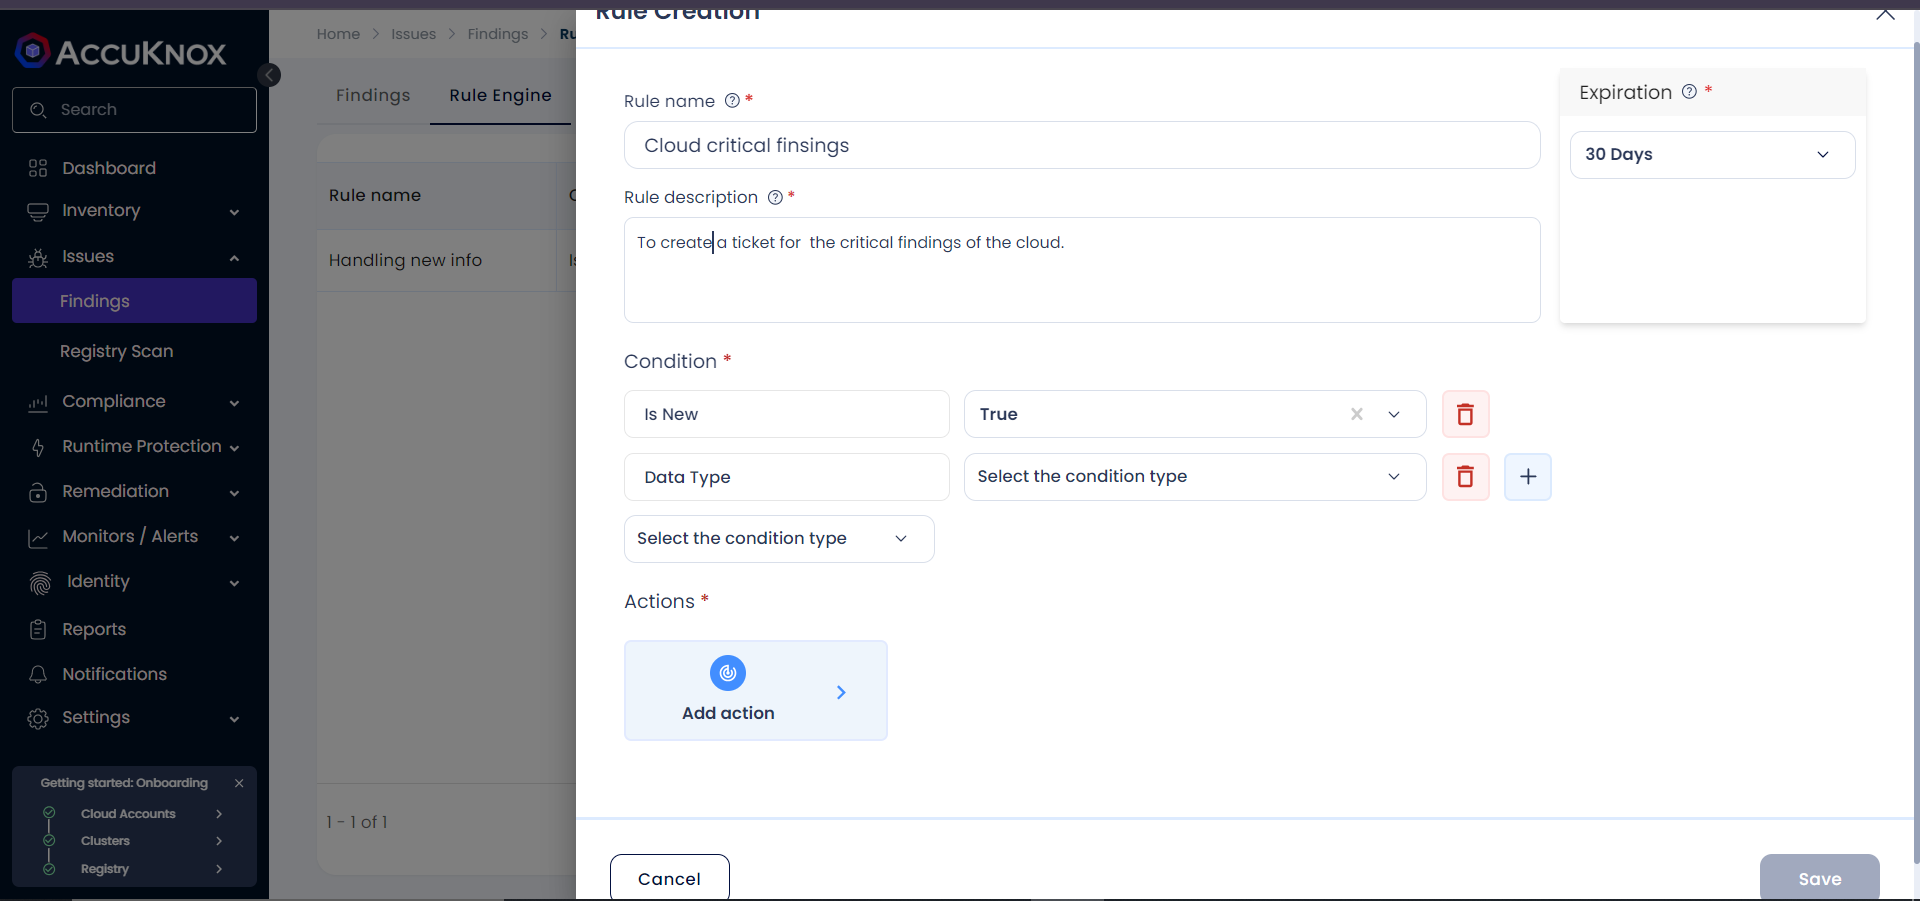 ACCUKNOX
Search
Dashboard
Inventory
Issues
Findings
Registry Scan
Compliance
Runtime Protection
Remediation
Monitors / Alerts
Identity
Reports
Notifications
Settings
Getting started: Onboarding
Cloud Accounts
Clusters
Registry
Home > Issues > Findings > Ru
Findings
Rule Engine
Rule name
Handling new info
1 - 1 of 1
Rule Creation
Rule name ? *
Cloud critical finsings
Rule description ? *
To create a ticket for the critical findings of the cloud.
Expiration ? *
30 Days
Condition *
Is New
True
Data Type
Select the condition type
Select the condition type
Actions *
Add action
Cancel
Save